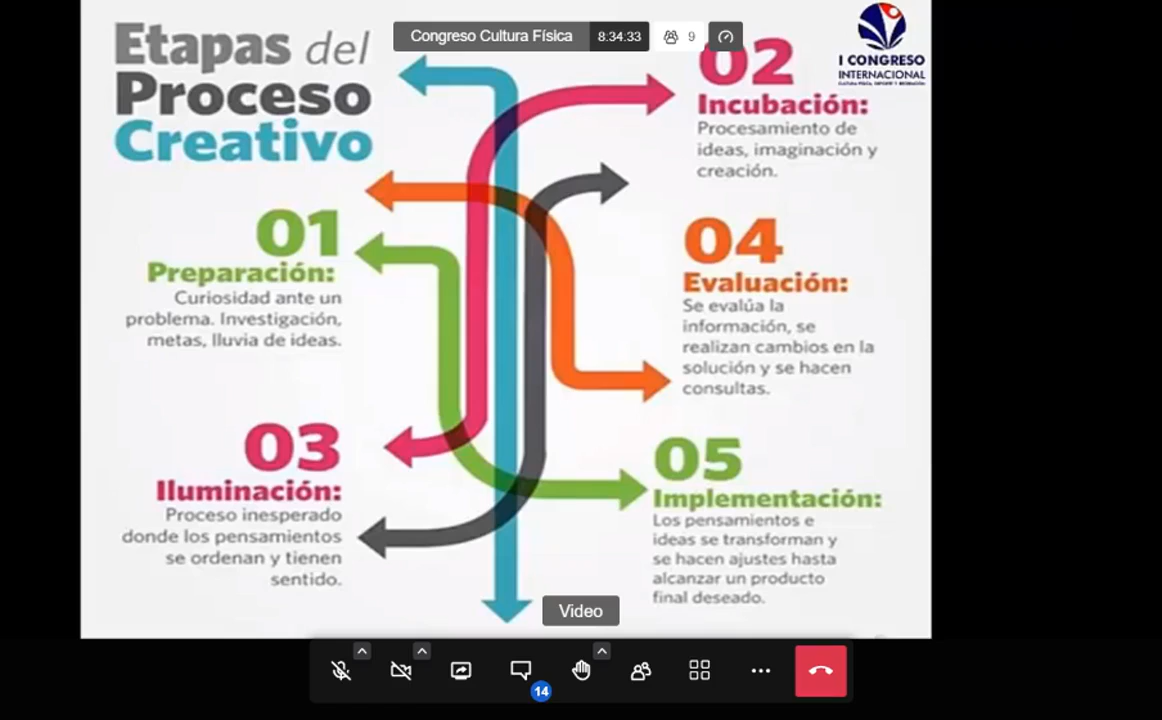 Congreso Cultura Física 8:34:33 9
Etapas del
Proceso
Creativo
I CONGRESO
INTERNACIONAL
01
Preparación:
Curiosidad ante un
problema. Investigación,
metas, lluvia de ideas.
02
Incubación:
Procesamiento de
ideas, imaginación y
creación.
03
Iluminación:
Proceso inesperado
donde los pensamientos
se ordenan y tienen
sentido.
04
Evaluación:
Se evalúa la
información, se
realizan cambios en la
solución y se hacen
consultas.
05
Implementación:
Los pensamientos e
ideas se transforman y
se hacen ajustes hasta
alcanzar un producto
final deseado.
Video
14